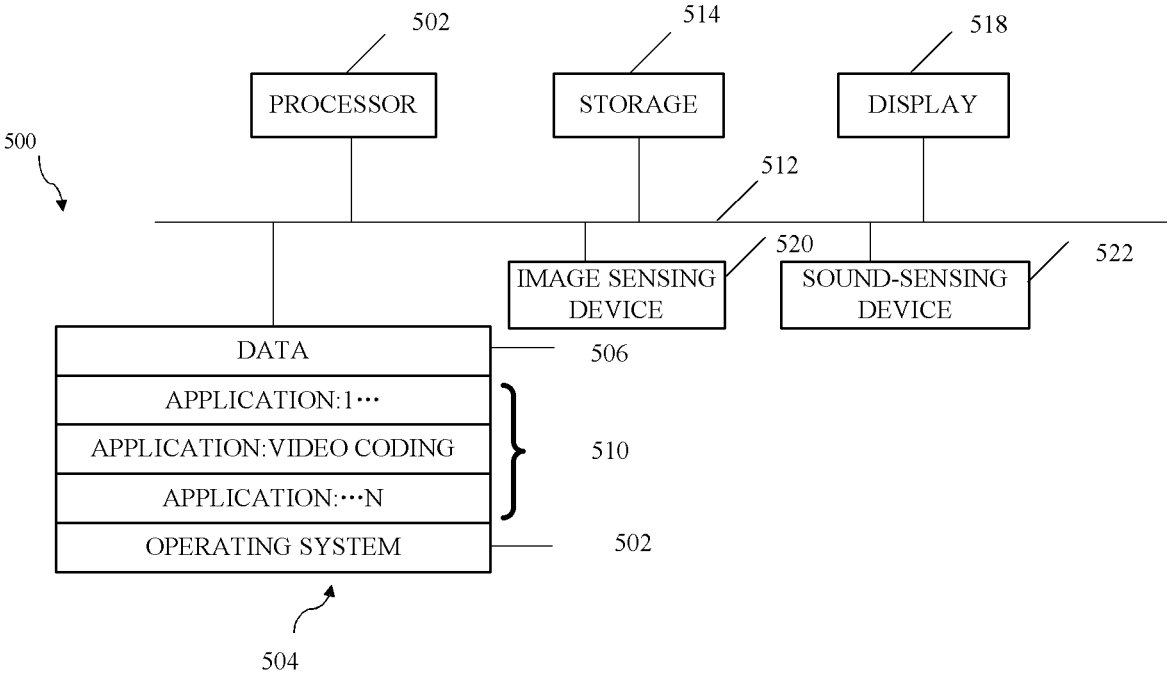 502
514
518
PROCESSOR
STORAGE
DISPLAY
500
512
520
522
IMAGE SENSING
DEVICE
SOUND-SENSING
DEVICE
DATA
506
APPLICATION:1···
APPLICATION:VIDEO CODING
510
APPLICATION:···N
OPERATING SYSTEM
502
504